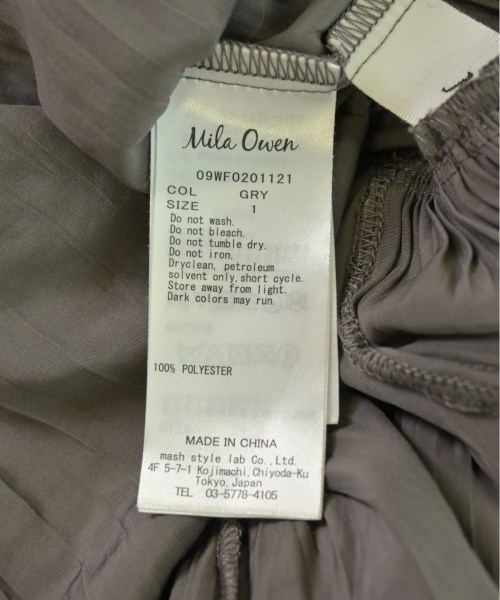 Mila Owen
09WF0201121
COL GRY
SIZE 1
Do not wash.
Do not bleach.
Do not tumble dry.
Do not iron.
Dryclean, petroleum
solvent only,short cycle.
Store away from light.
Dark colors may run.
100% POLYESTER
MADE IN CHINA
mash style lab Co.,Ltd.
4F 5-7-1 Kojimachi,Chiyoda-Ku
Tokyo,Japan
TEL 03-5778-4105